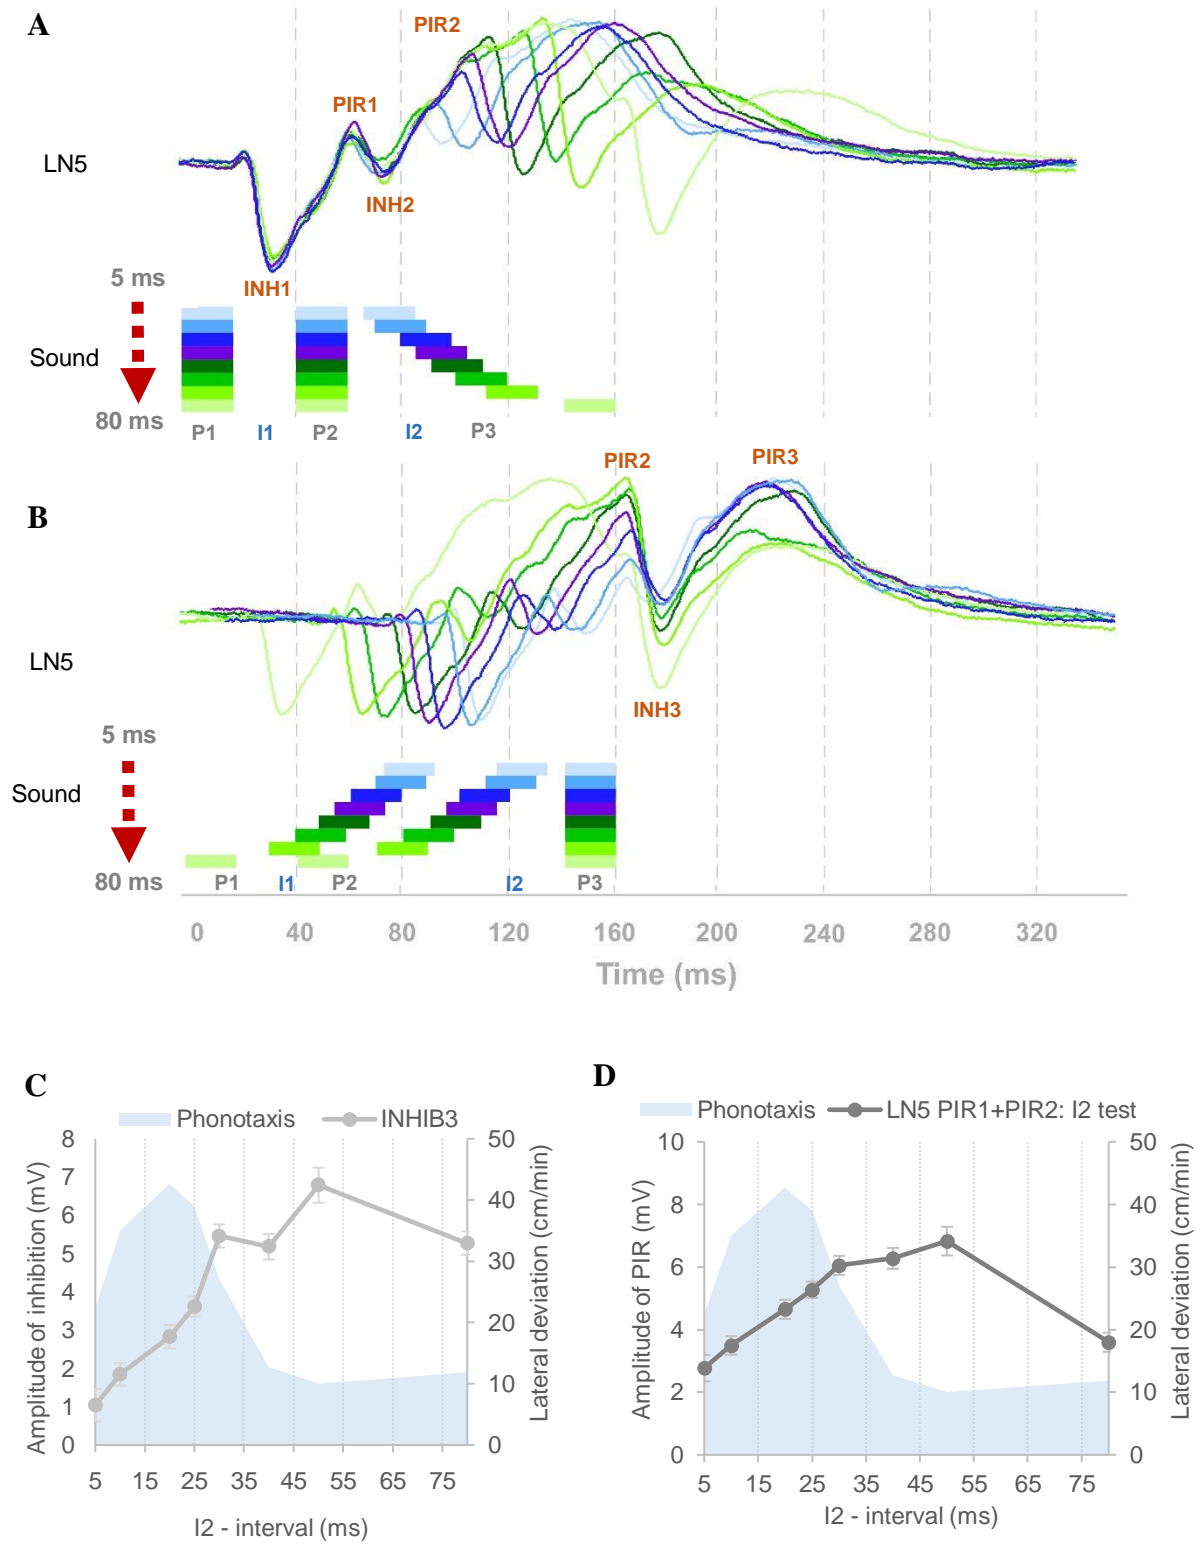 A
PIR2
PIR1
LN5
INH2
5 ms
INH1
Sound
80 ms
P1 I1 P2 I2 P3
PIR2 PIR3
B
LN5
INH3
5 ms
Sound
80 ms
P1 I1 P2 I2 P3
0 40 80 120 160 200 240 280 320
Time (ms)
C
Phonotaxis INHIB3
8
7
6
5
4
3
2
1
0
50
40
30
20
10
0
Amplitude of inhibition (mV)
Lateral deviation (cm/min)
5 15 25 35 45 55 65 75
I2 - interval (ms)
D
Phonotaxis LN5 PIR1+PIR2: I2 test
10
8
6
4
2
0
50
40
30
20
10
0
Amplitude of PIR (mV)
Lateral deviation (cm/min)
5 15 25 35 45 55 65 75
I2 - interval (ms)